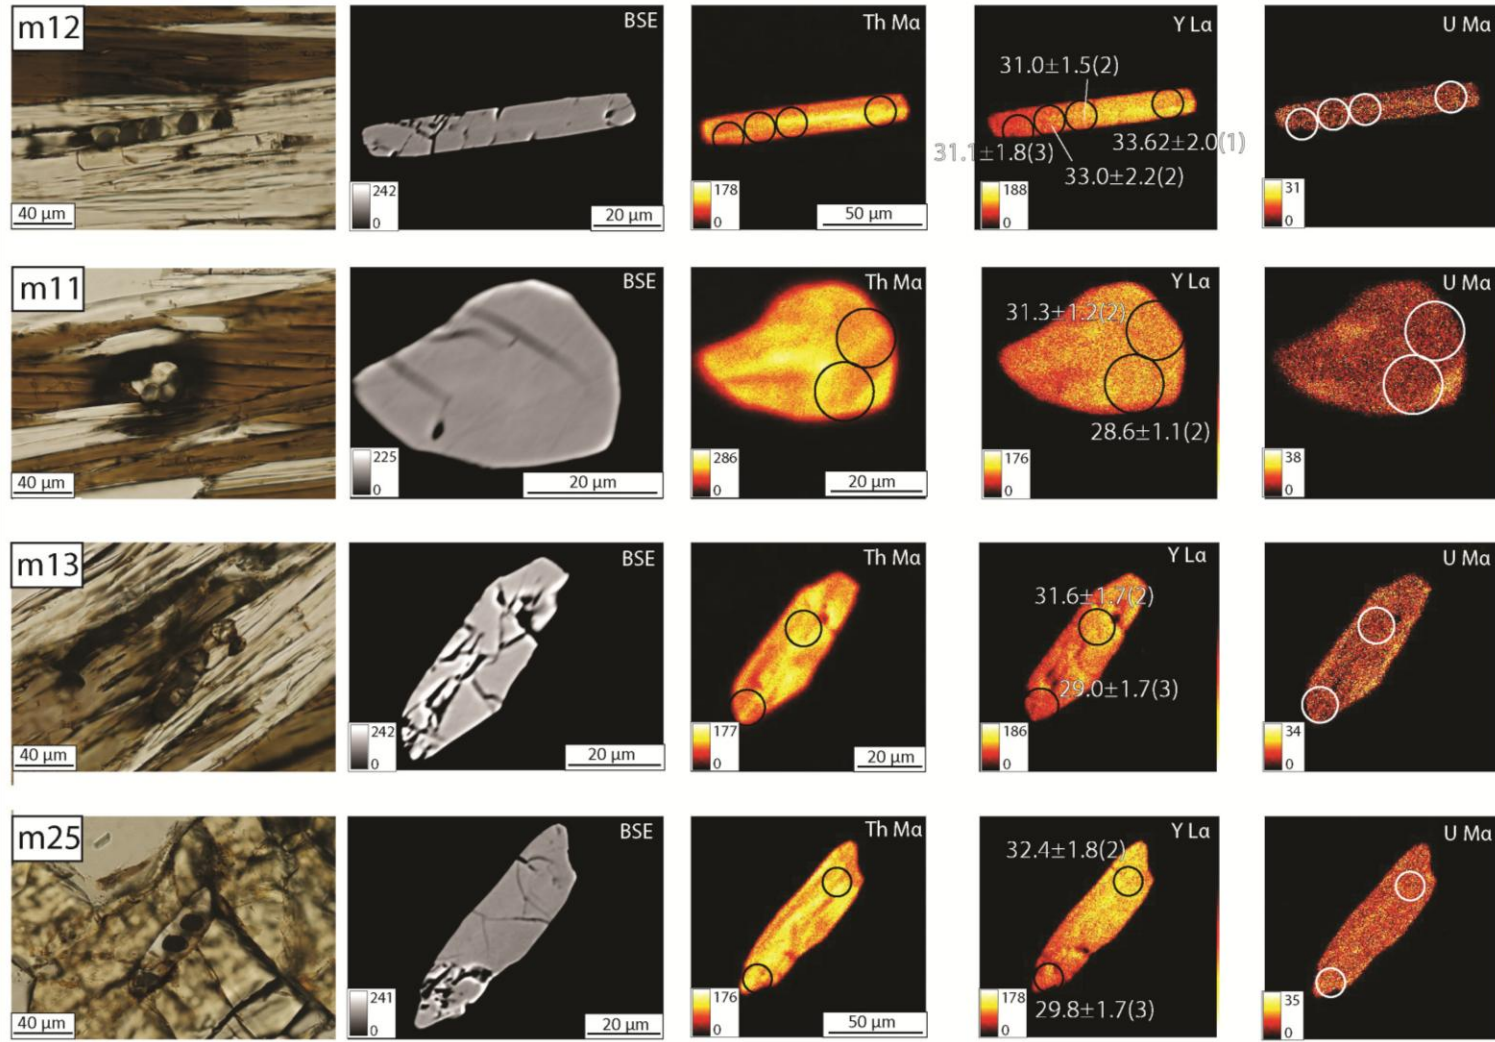 m12
BSE
Th Mα
Y Lα
U Mα
31.0±1.5(2)
31.1±1.8(3)
33.62±2.0(1)
33.0±2.2(2)
40 µm
242
0
20 µm
178
0
50 µm
188
0
31
0
m11
BSE
Th Mα
Y Lα
U Mα
31.3±1.2(2)
28.6±1.1(2)
40 µm
225
0
20 µm
286
0
20 µm
176
0
38
0
m13
BSE
Th Mα
Y Lα
U Mα
31.6±1.7(2)
29.0±1.7(3)
40 µm
242
0
20 µm
177
0
20 µm
186
0
34
0
m25
BSE
Th Mα
Y Lα
U Mα
32.4±1.8(2)
29.8±1.7(3)
40 µm
241
0
20 µm
176
0
50 µm
178
0
35
0